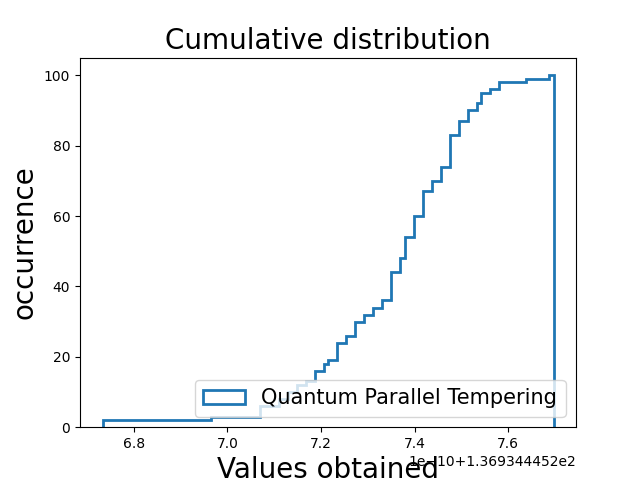 Cumulative distribution
occurrence
100
80
60
40
20
0
Quantum Parallel Tempering
6.8 7.0 7.2 7.4 7.6
1e−10+1.369344452e2
Values obtained